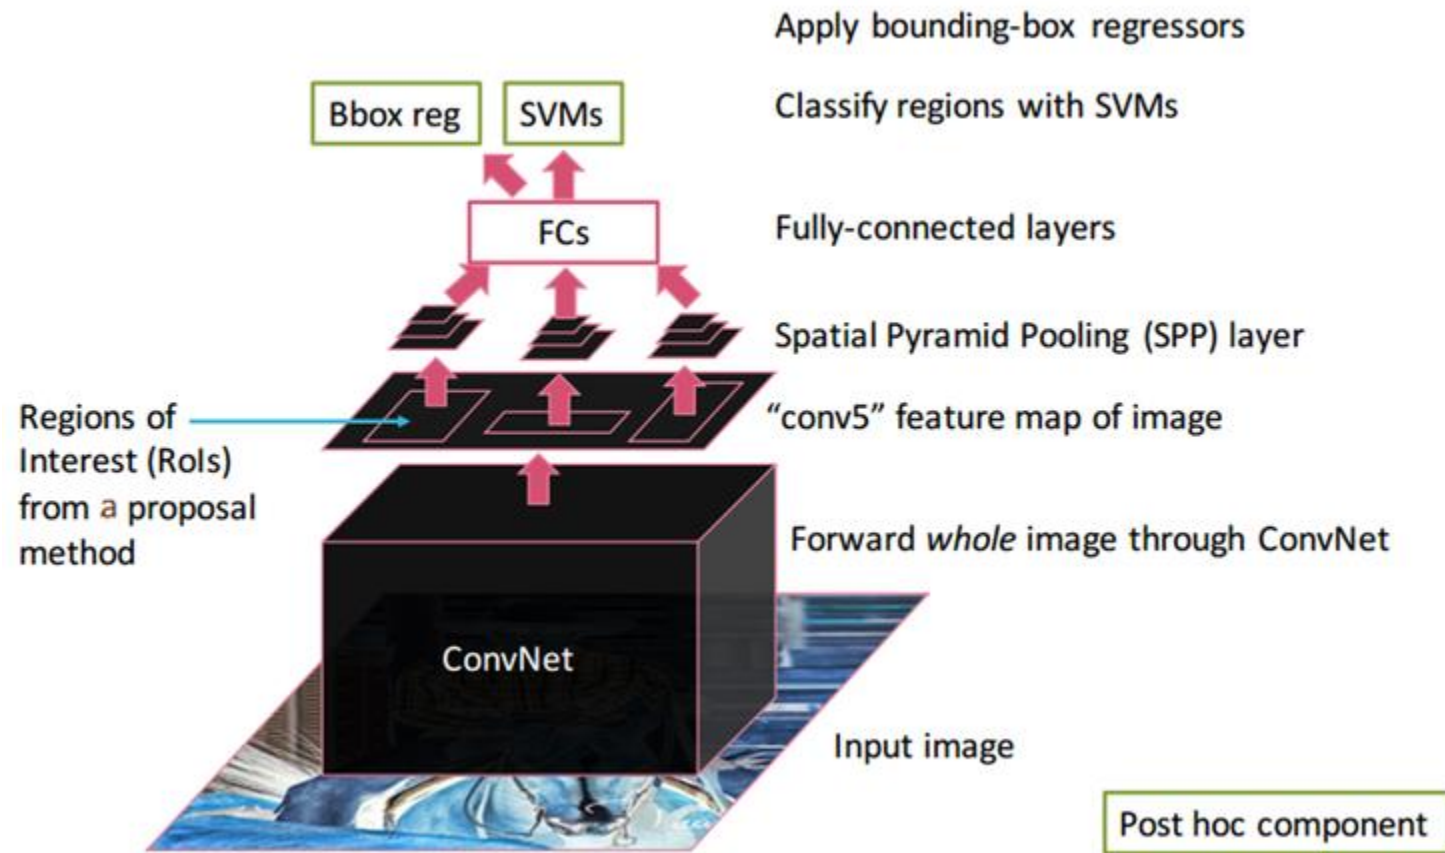 Apply bounding-box regressors
Bbox reg
SVMs
Classify regions with SVMs
FCs
Fully-connected layers
Spatial Pyramid Pooling (SPP) layer
Regions of
Interest (RoIs)
from a proposal
method
"conv5" feature map of image
Forward whole image through ConvNet
ConvNet
Input image
Post hoc component